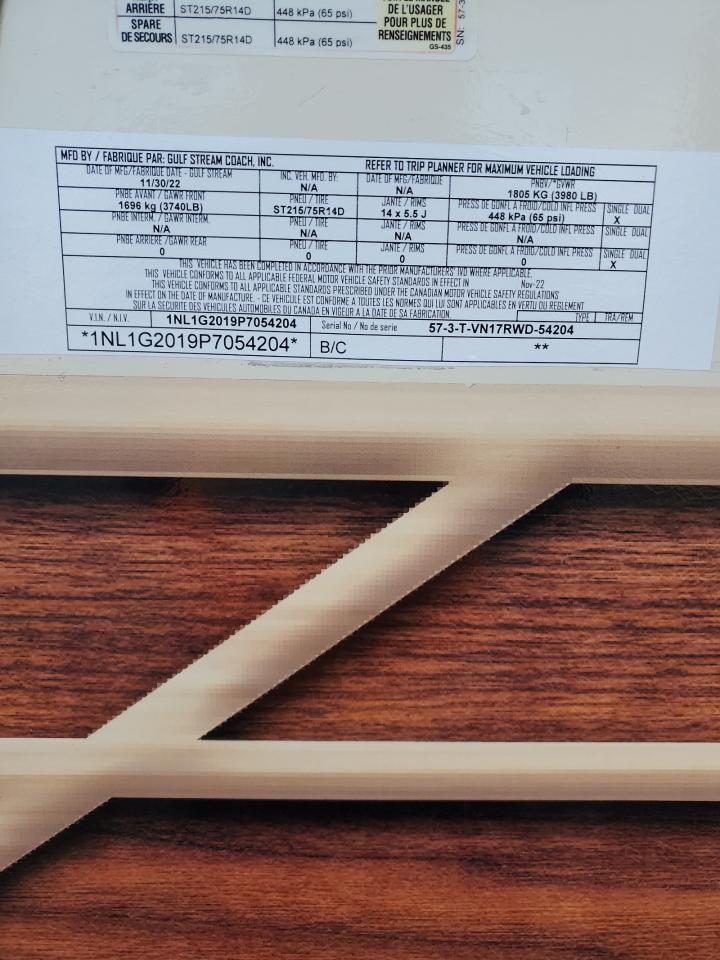 ARRIÈRE ST215/75R14D 448 kPa (65 psi)
DE L'USAGER
POUR PLUS DE
RENSEIGNEMENTS
SPARE
DE SECOURS ST215/75R14D 448 kPa (65 psi)
GS-435
SN: 57-3
MFD BY / FABRIQUE PAR: GULF STREAM COACH, INC. REFER TO TRIP PLANNER FOR MAXIMUM VEHICLE LOADING
DATE OF MFG/FABRIQUE DATE - GULF STREAM INC. VEH. MFD. BY: DATE OF MFG/FABRIQUE PNBV/*GVWR
11/30/22 N/A N/A 1805 KG (3980 LB)
PNBE AVANT / GAWR FRONT PNEU / TIRE JANTE / RIMS PRESS DE GONFL A FROID/COLD INFL PRESS SINGLE DUAL
1696 kg (3740LB) ST215/75R14D 14 x 5.5 J 448 kPa (65 psi) X
PNBE INTERM. / GAWR INTERM. PNEU / TIRE JANTE / RIMS PRESS DE GONFL A FROID/COLD INFL PRESS SINGLE DUAL
N/A N/A N/A N/A
PNBE ARRIÈRE /GAWR REAR PNEU / TIRE JANTE / RIMS PRESS DE GONFL A FROID/COLD INFL PRESS SINGLE DUAL
0 0 0 0 X
THIS VEHICLE HAS BEEN COMPLETED IN ACCORDANCE WITH THE PRIOR MANUFACTURERS' IVD WHERE APPLICABLE.
THIS VEHICLE CONFORMS TO ALL APPLICABLE FEDERAL MOTOR VEHICLE SAFETY STANDARDS IN EFFECT IN Nov-22
THIS VEHICLE CONFORMS TO ALL APPLICABLE STANDARDS PRESCRIBED UNDER THE CANADIAN MOTOR VEHICLE SAFETY REGULATIONS
IN EFFECT ON THE DATE OF MANUFACTURE. - CE VEHICULE EST CONFORME A TOUTES LES NORMES QUI LUI SONT APPLICABLES EN VERTU DU REGLEMENT
SUR LA SECURITE DES VEHICULES AUTOMOBILES DU CANADA EN VIGEUR A LA DATE DE SA FABRICATION. TYPE TRA/REM
V.I.N. / N.I.V. 1NL1G2019P7054204 Serial No / No de serie 57-3-T-VN17RWD-54204
*1NL1G2019P7054204* B/C **